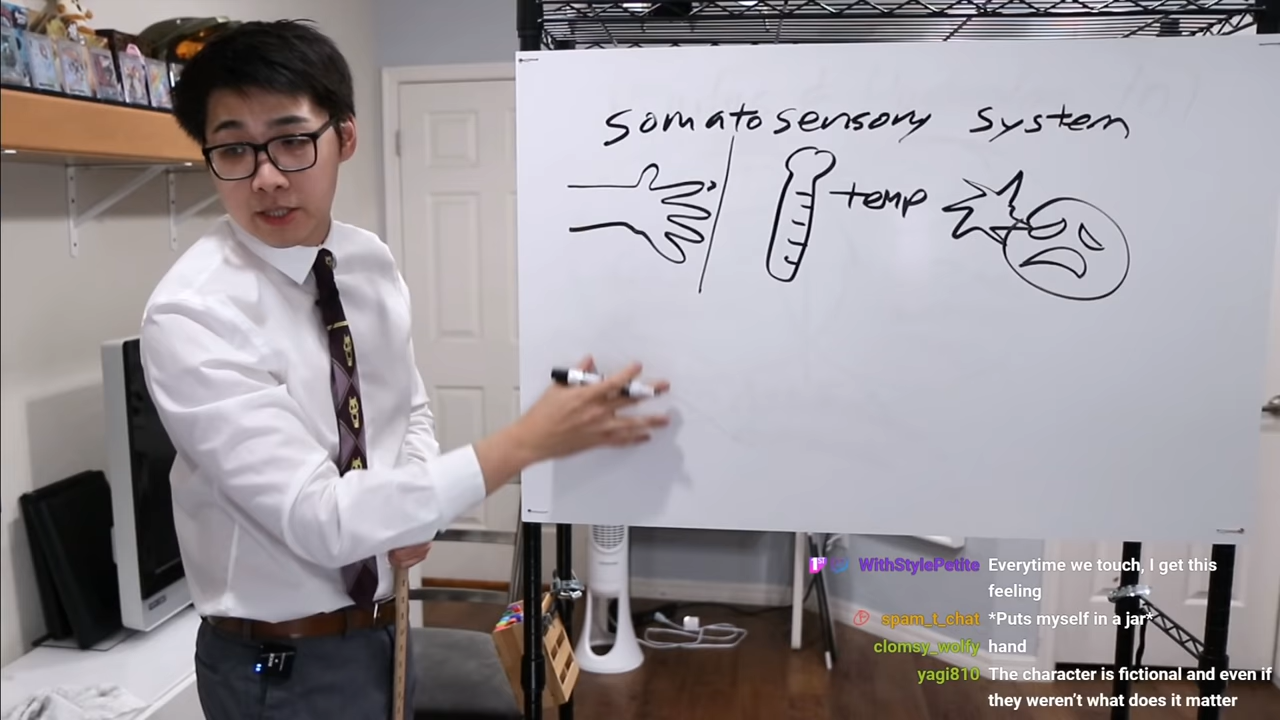 somatosensory system
temp
WithStylePetite Everytime we touch, I get this
feeling
spam_t_chat *Puts myself in a jar*
clomsy_wolfy hand
yagi810 The character is fictional and even if
they weren't what does it matter